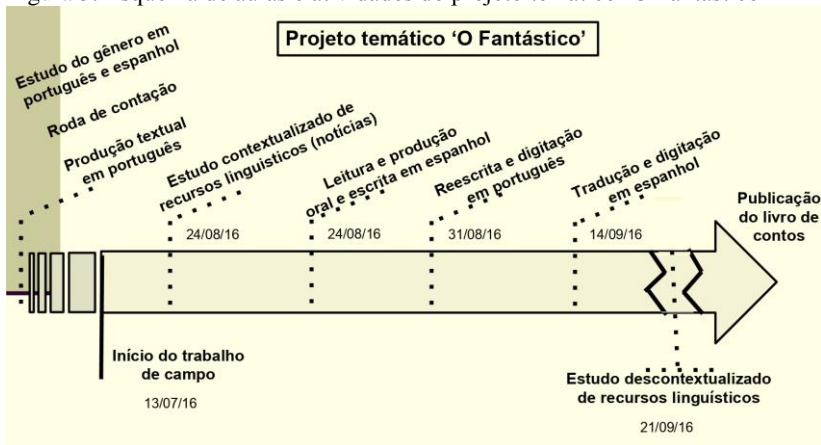 Projeto temático 'O Fantástico'
Estudo do gênero em
português e espanhol
Roda de contação
Produção textual
em português
Estudo contextualizado de
recursos linguisticos (notícias)
24/08/16
Leitura e produção
oral e escrita em espanhol
24/08/16
Reescrita e digitação
em português
31/08/16
Tradução e digitação
em espanhol
14/09/16
Publicação
do livro de
contos
Início do trabalho
de campo
13/07/16
Estudo descontextualizado
de recursos linguísticos
21/09/16